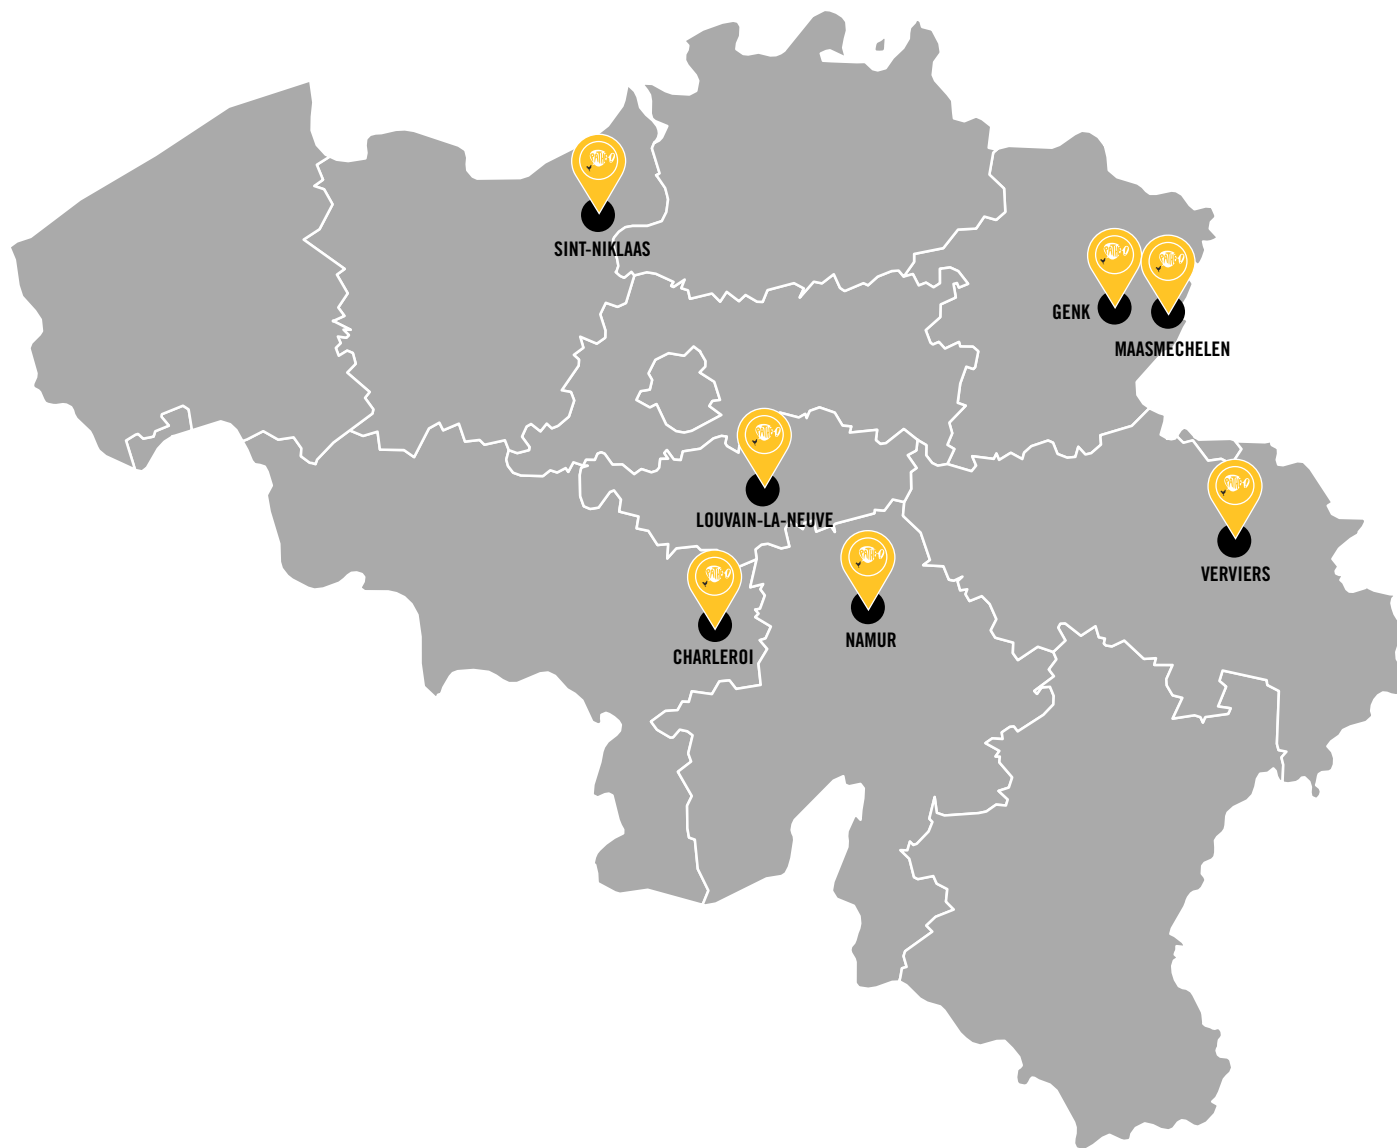 SINT-NIKLAAS
GENK
MAASMECHELEN
LOUVAIN-LA-NEUVE
VERVIERS
CHARLEROI
NAMUR